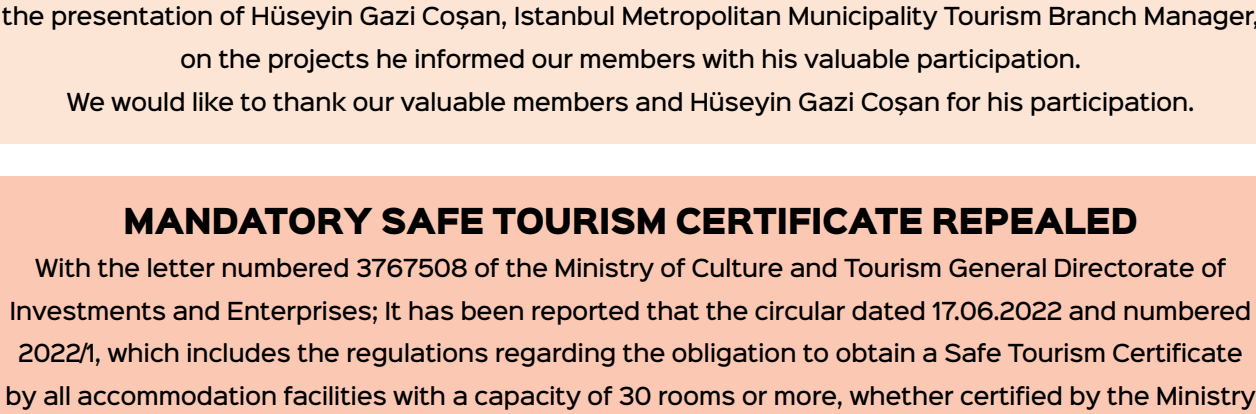 the presentation of Hüseyin Gazi Coşan, Istanbul Metropolitan Municipality Tourism Branch Manager,
on the projects he informed our members with his valuable participation.
We would like to thank our valuable members and Hüseyin Gazi Coşan for his participation.
MANDATORY SAFE TOURISM CERTIFICATE REPEALED
With the letter numbered 3767508 of the Ministry of Culture and Tourism General Directorate of
Investments and Enterprises; It has been reported that the circular dated 17.06.2022 and numbered
2022/1, which includes the regulations regarding the obligation to obtain a Safe Tourism Certificate
by all accommodation facilities with a capacity of 30 rooms or more, whether certified by the Ministry